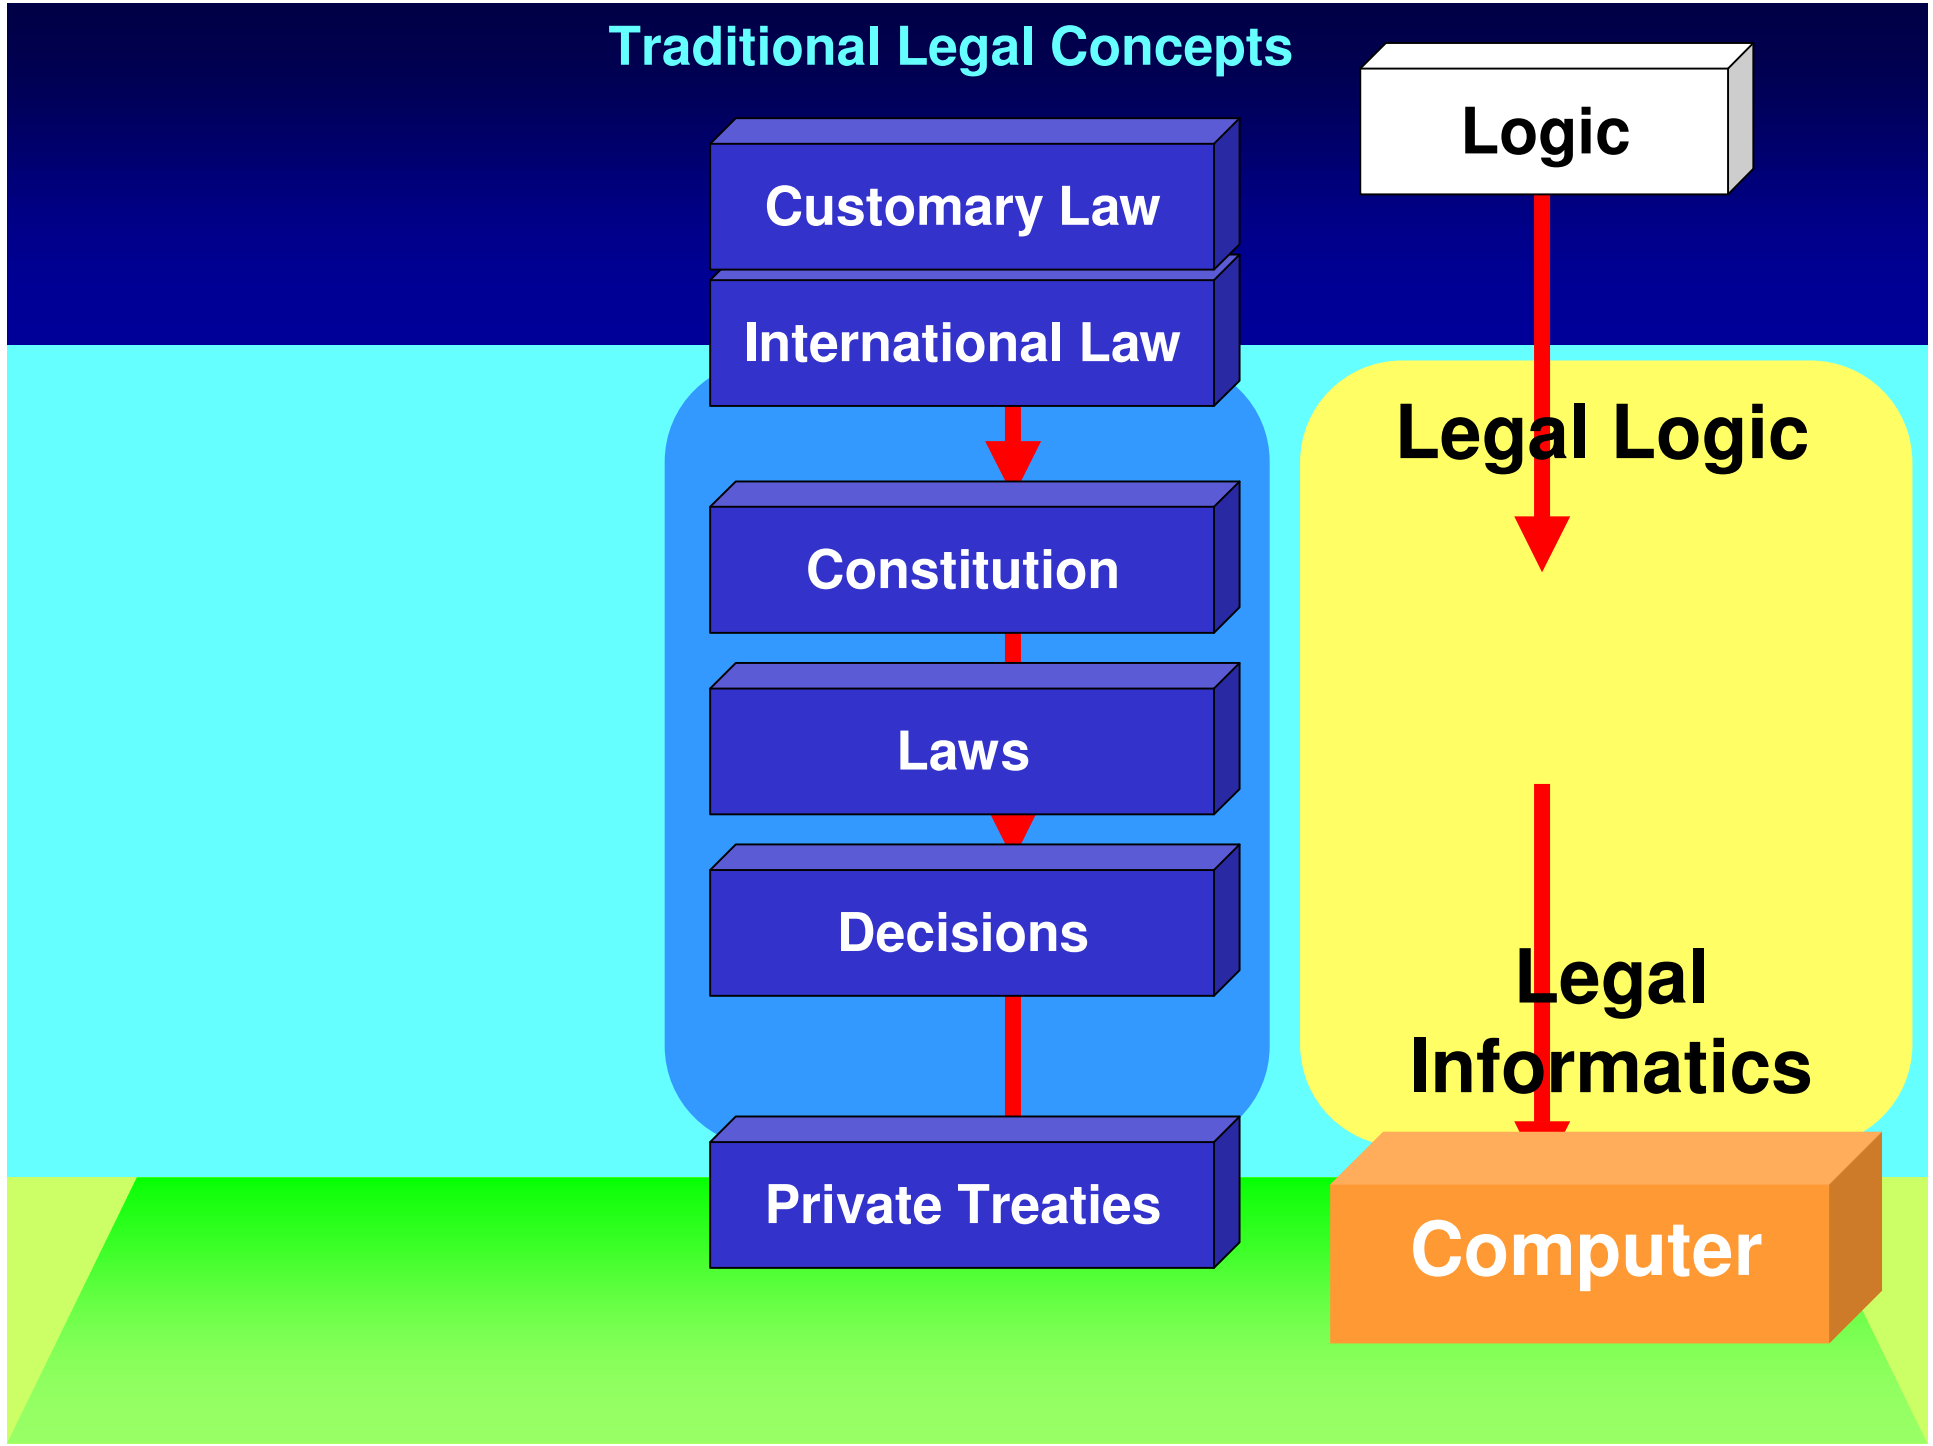 Traditional Legal Concepts
Logic
Customary Law
International Law
Legal Logic
Constitution
Laws
Decisions
Legal
Informatics
Private Treaties
Computer